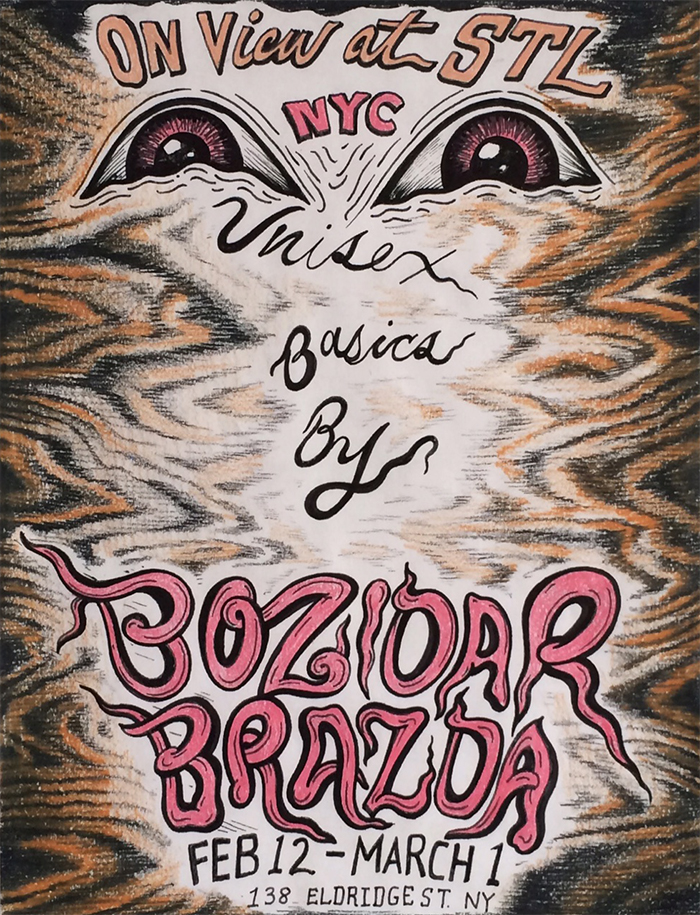 ON View at STL
NYC
Unisex
Basics
By
BOZIDAR
BRAZDA
FEB 12 - MARCH 1
138 ELDRIDGE ST. NY